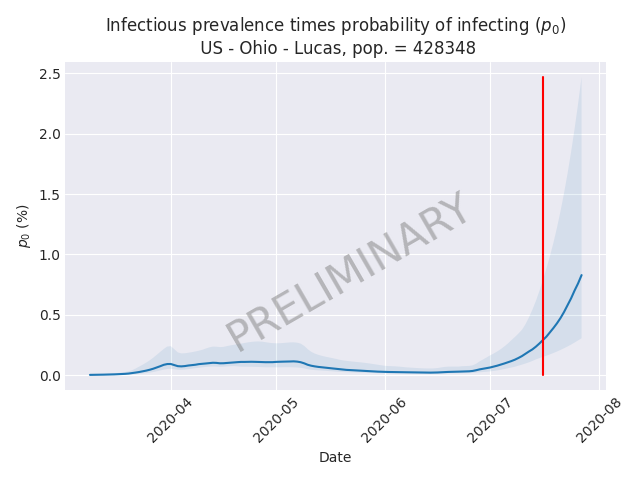 Infectious prevalence times probability of infecting (p₀)
US - Ohio - Lucas, pop. = 428348
2.5
2.0
1.5
1.0
0.5
0.0
p₀ (%)
PRELIMINARY
2020-04
2020-05
2020-06
2020-07
2020-08
Date